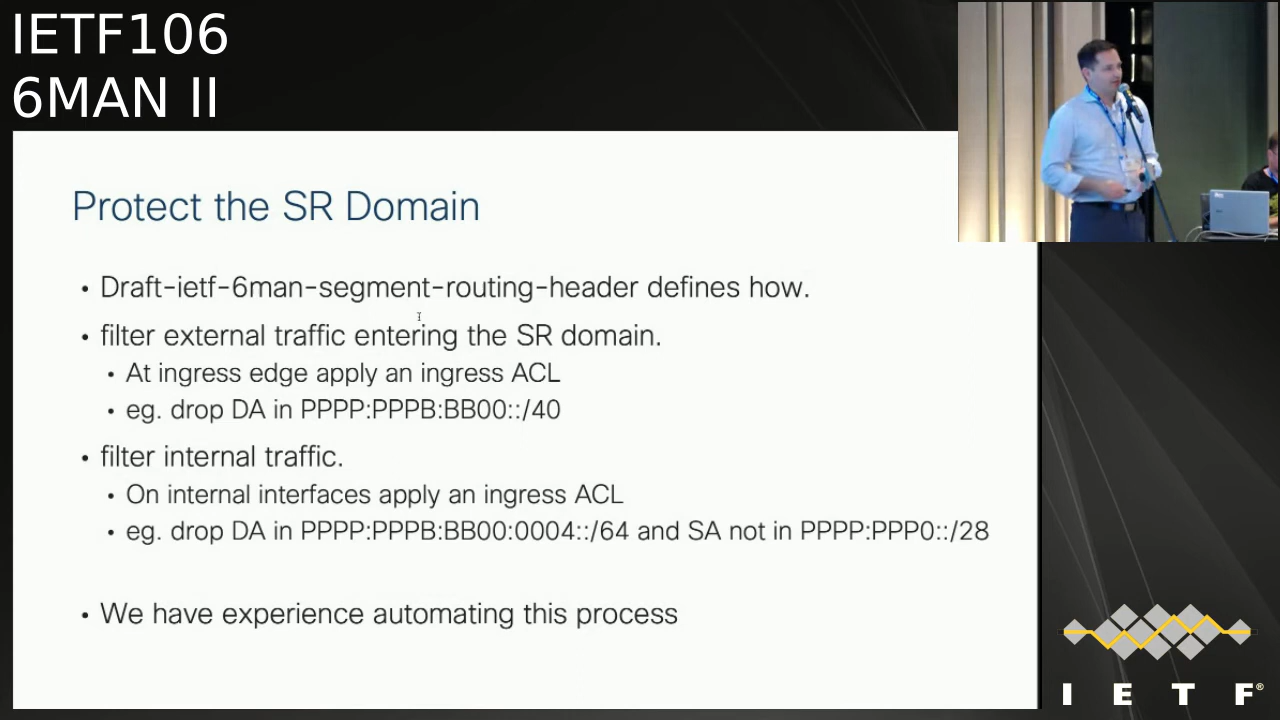 IETF106
6MAN II
Protect the SR Domain
• Draft-ietf-6man-segment-routing-header defines how.
• filter external traffic entering the SR domain.
• At ingress edge apply an ingress ACL
• eg. drop DA in PPPP:PPPB:BB00::/40
• filter internal traffic.
• On internal interfaces apply an ingress ACL
• eg. drop DA in PPPP:PPPB:BB00:0004::/64 and SA not in PPPP:PPP0::/28
• We have experience automating this process
I E T F®